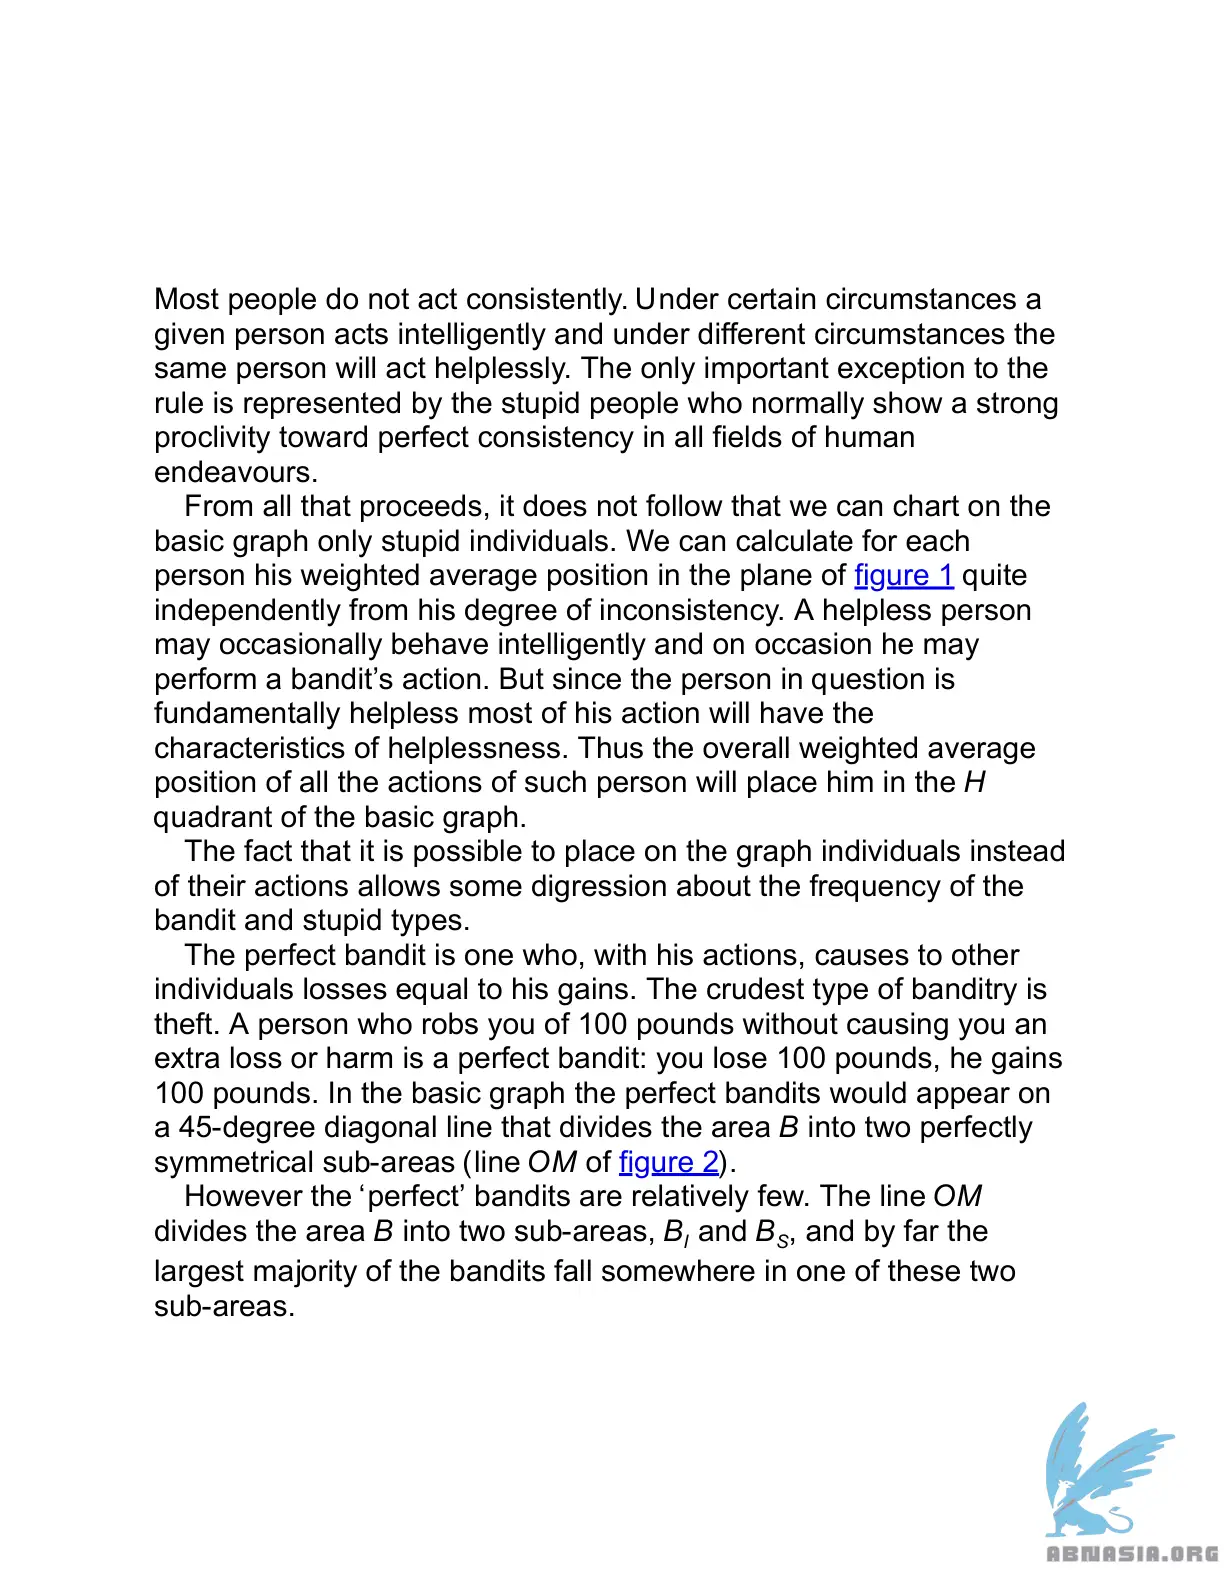 Most people do not act consistently. Under certain circumstances a
given person acts intelligently and under different circumstances the
same person will act helplessly. The only important exception to the
rule is represented by the stupid people who normally show a strong
proclivity toward perfect consistency in all fields of human
endeavours.
From all that proceeds, it does not follow that we can chart on the
basic graph only stupid individuals. We can calculate for each
person his weighted average position in the plane of figure 1 quite
independently from his degree of inconsistency. A helpless person
may occasionally behave intelligently and on occasion he may
perform a bandit’s action. But since the person in question is
fundamentally helpless most of his action will have the
characteristics of helplessness. Thus the overall weighted average
position of all the actions of such person will place him in the H
quadrant of the basic graph.
The fact that it is possible to place on the graph individuals instead
of their actions allows some digression about the frequency of the
bandit and stupid types.
The perfect bandit is one who, with his actions, causes to other
individuals losses equal to his gains. The crudest type of banditry is
theft. A person who robs you of 100 pounds without causing you an
extra loss or harm is a perfect bandit: you lose 100 pounds, he gains
100 pounds. In the basic graph the perfect bandits would appear on
a 45-degree diagonal line that divides the area B into two perfectly
symmetrical sub-areas (line OM of figure 2).
However the ‘perfect’ bandits are relatively few. The line OM
divides the area B into two sub-areas, BI and BS, and by far the
largest majority of the bandits fall somewhere in one of these two
sub-areas.
ABNASIA.ORG